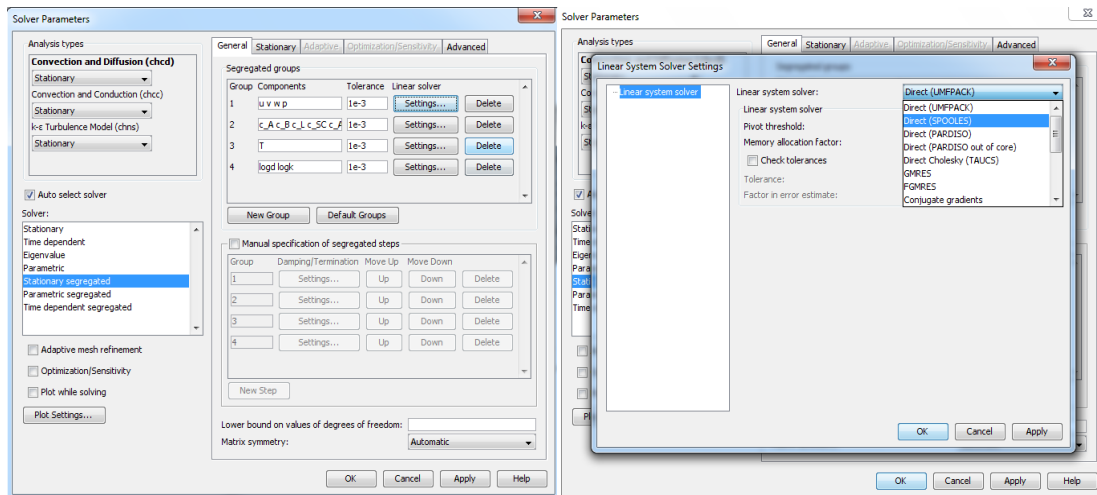 Solver Parameters
Analysis types
Convection and Diffusion (chcd)
Stationary
Convection and Conduction (chcc)
Stationary
k-ε Turbulence Model (chns)
Stationary
Auto select solver
Solver:
Stationary
Time dependent
Eigenvalue
Parametric
Stationary segregated
Parametric segregated
Time dependent segregated
Adaptive mesh refinement
Optimization/Sensitivity
Plot while solving
Plot Settings...
General Stationary Adaptive Optimization/Sensitivity Advanced
Segregated groups
Group Components Tolerance Linear solver
1 u v w p 1e-3 Settings... Delete
2 c_A c_B c_L c_SC c_A 1e-3 Settings... Delete
3 T 1e-3 Settings... Delete
4 logd logk 1e-3 Settings... Delete
New Group Default Groups
Manual specification of segregated steps
Group Damping/Termination Move Up Move Down
1 Settings... Up Down Delete
2 Settings... Up Down Delete
3 Settings... Up Down Delete
4 Settings... Up Down Delete
New Step
Lower bound on values of degrees of freedom:
Matrix symmetry: Automatic
OK Cancel Apply Help
Solver Parameters
Analysis types
General Stationary Adaptive Optimization/Sensitivity Advanced
Linear System Solver Settings
Linear system solver
Linear system solver: Direct (UMFPACK)
Linear system solver
Pivot threshold:
Memory allocation factor:
Check tolerances
Tolerance:
Factor in error estimate:
Direct (UMFPACK)
Direct (SPOOLES)
Direct (PARDISO)
Direct (PARDISO out of core)
Direct Cholesky (TAUCS)
GMRES
FGMRES
Conjugate gradients
OK Cancel Apply
OK Cancel Apply Help